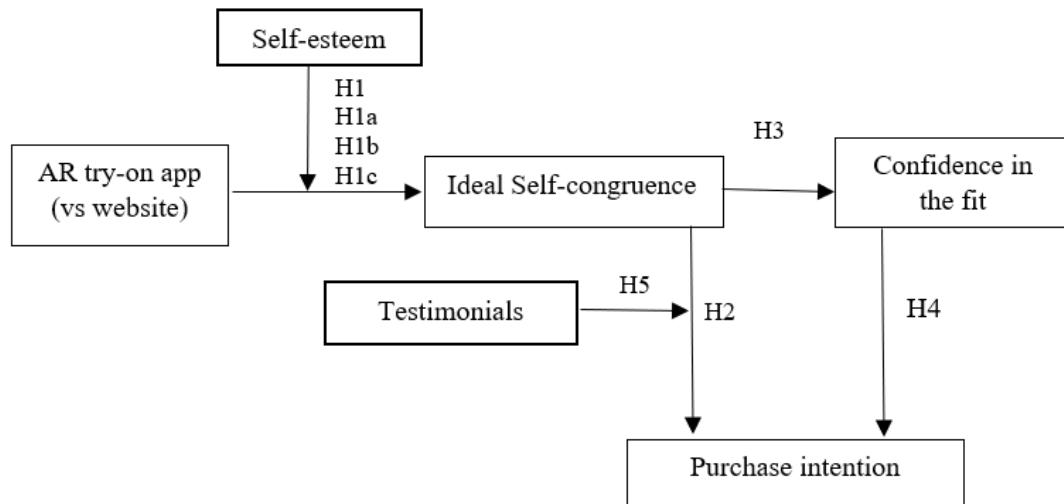 Self-esteem
H1
H1a
H1b
H1c
AR try-on app
(vs website)
Ideal Self-congruence
H3
Confidence in
the fit
Testimonials
H5
H2
H4
Purchase intention